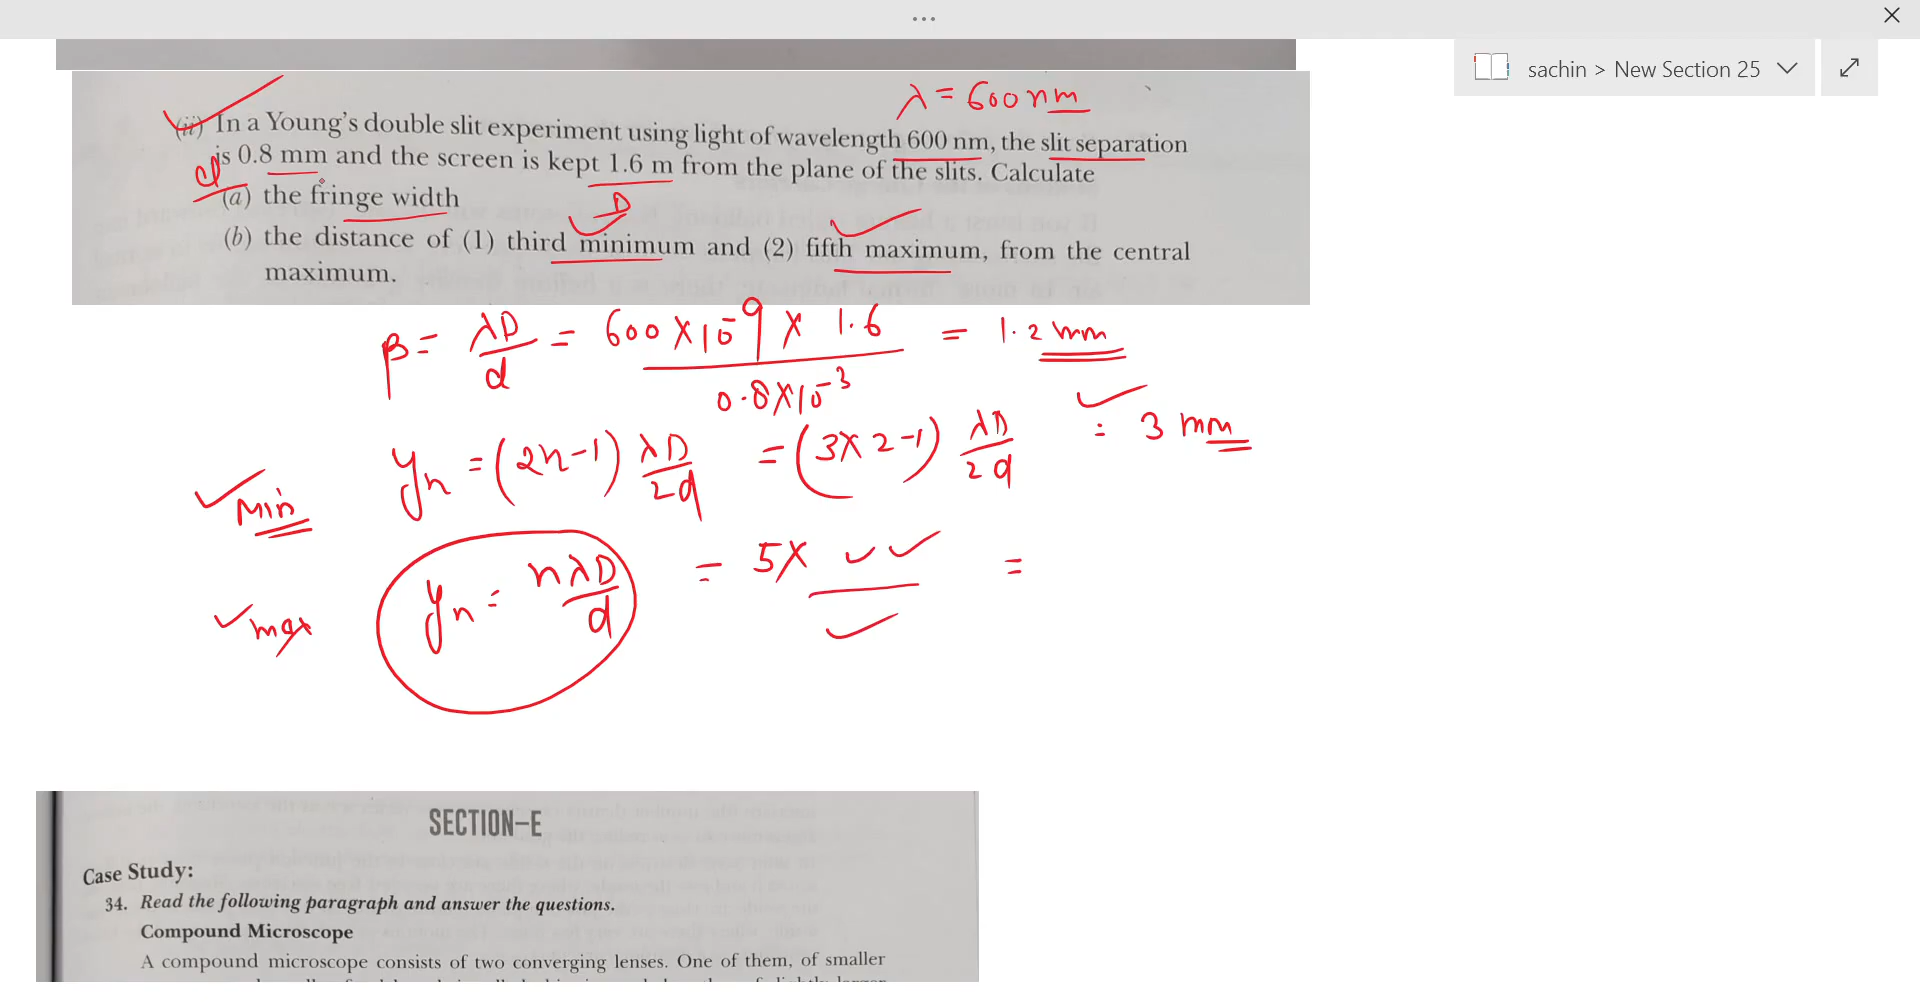 sachin > New Section 25
λ = 600 nm
(ii) In a Young's double slit experiment using light of wavelength 600 nm, the slit separation
d is 0.8 mm and the screen is kept 1.6 m from the plane of the slits. Calculate
(a) the fringe width
D
(b) the distance of (1) third minimum and (2) fifth maximum, from the central
maximum.
β = λD/d = 600 × 10⁻⁹ × 1.6 / 0.8 × 10⁻³ = 1.2 mm
Min yₙ = (2n-1) λD/2d = (3×2-1) λD/2d = 3 mm
max yₙ = nλD/d = 5× =
SECTION–E
Case Study:
34. Read the following paragraph and answer the questions.
Compound Microscope
A compound microscope consists of two converging lenses. One of them, of smaller